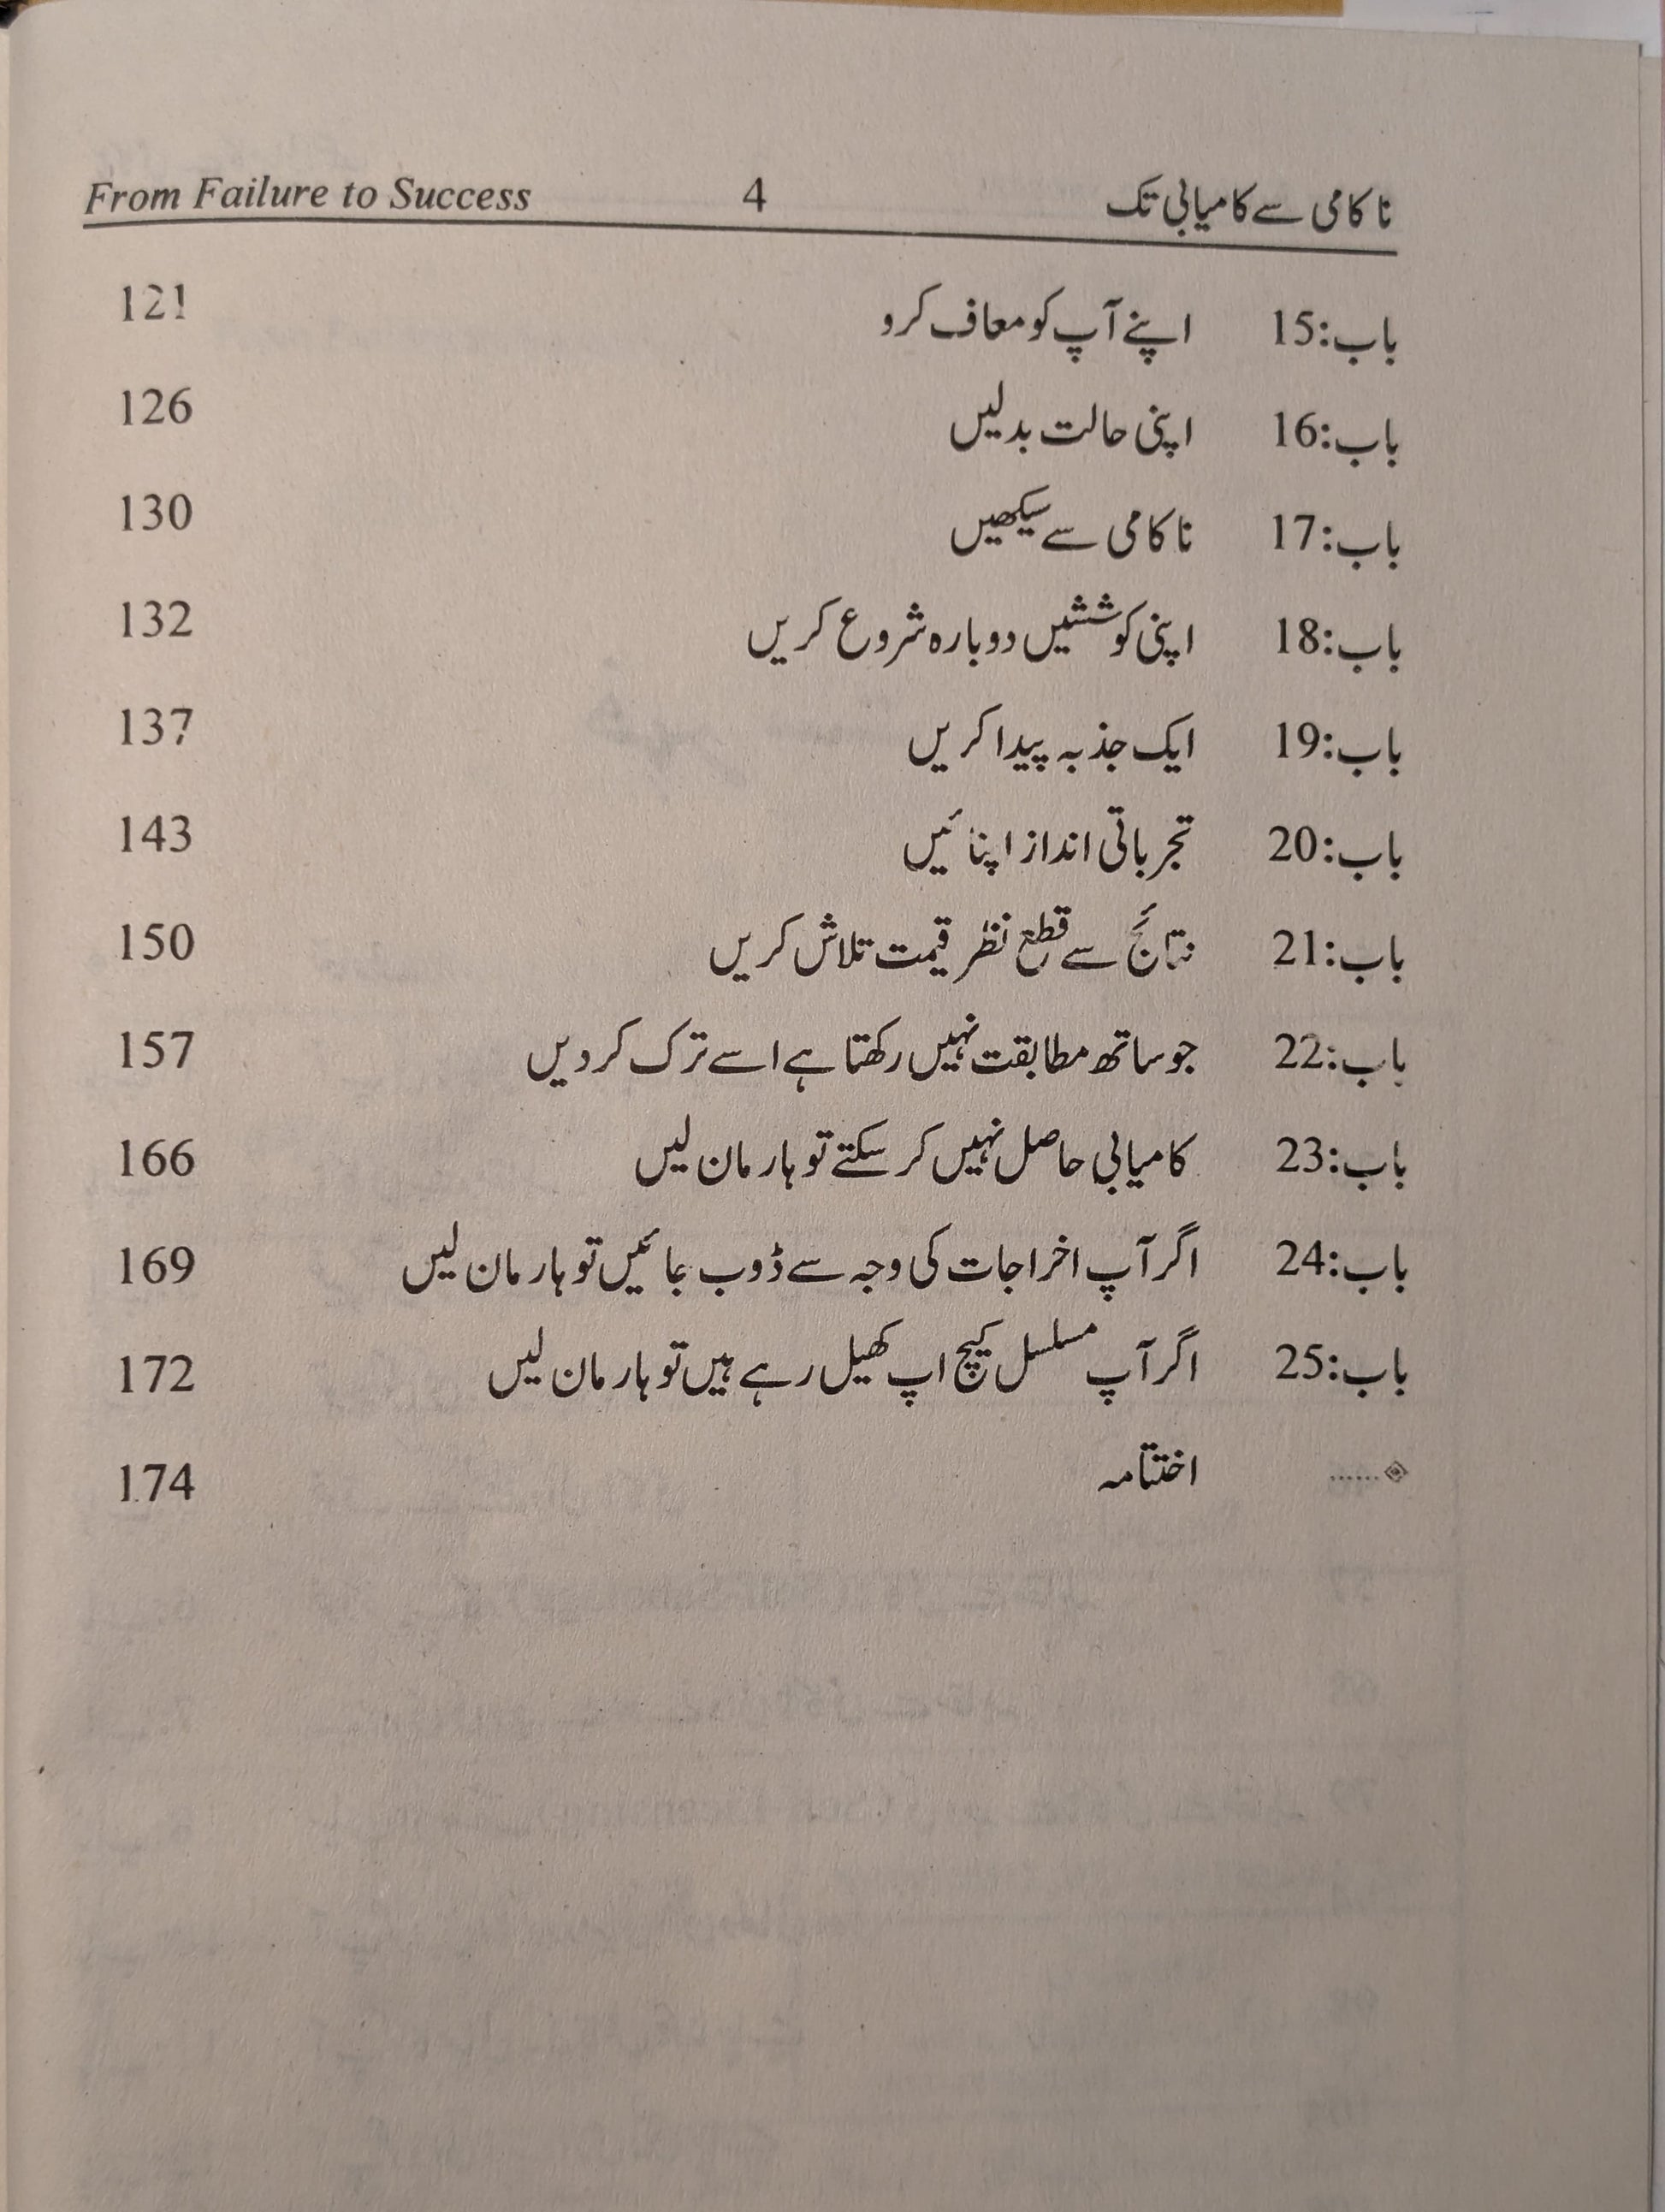 ناکامی سے کامیابی تک 4 From Failure to Success
باب:15 اپنے آپ کو معاف کرو 121
باب:16 اپنی حالت بدلیں 126
باب:17 ناکامی سے سیکھیں 130
باب:18 اپنی کوششیں دوبارہ شروع کریں 132
باب:19 ایک جذبہ پیدا کریں 137
باب:20 تجرباتی انداز اپنائیں 143
باب:21 نتائج سے قطع نظر قیمت تلاش کریں 150
باب:22 جو ساتھ مطابقت نہیں رکھتا ہے اسے ترک کر دیں 157
باب:23 کامیابی حاصل نہیں کر سکتے تو ہار مان لیں 166
باب:24 اگر آپ اخراجات کی وجہ سے ڈوب جائیں تو ہار مان لیں 169
باب:25 اگر آپ مسلسل کیچ اپ کھیل رہے ہیں تو ہار مان لیں 172
◈...... اختتامہ 174